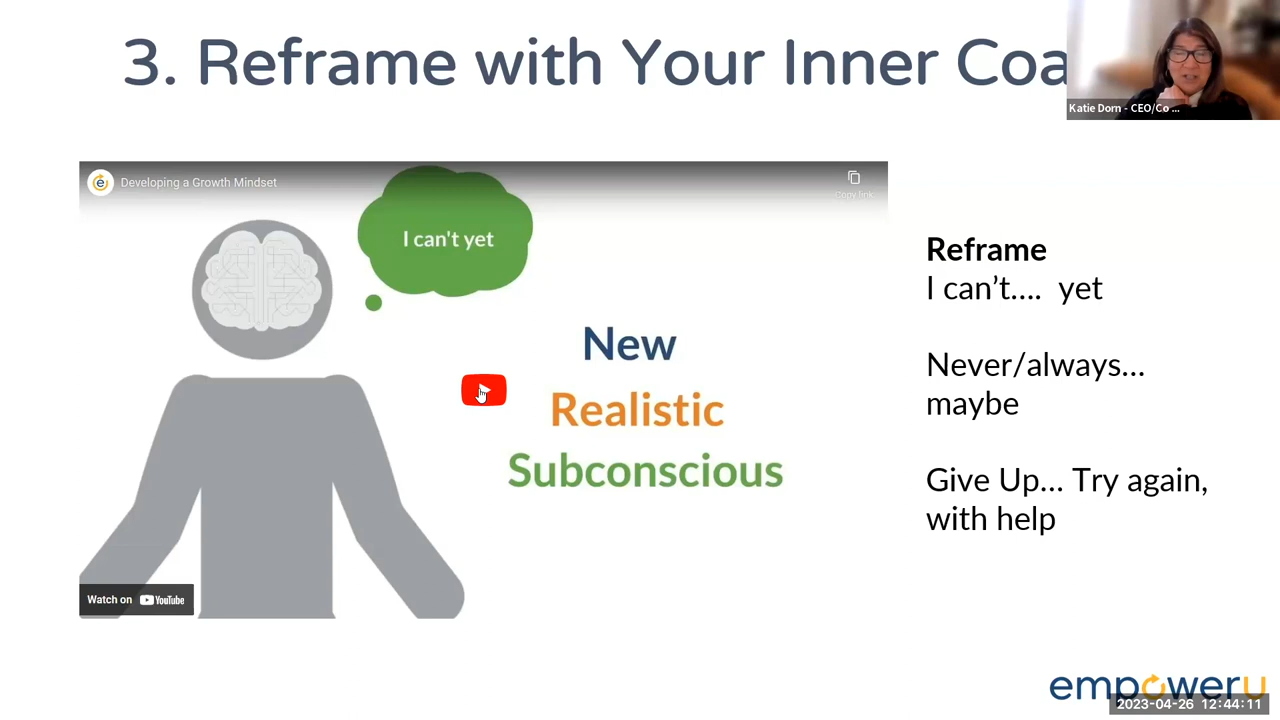 3. Reframe with Your Inner Coa
Katie Dorn - CEO/Co ...
Developing a Growth Mindset
Copy link
I can't yet
New
Realistic
Subconscious
Watch on YouTube
Reframe
I can’t…. yet
Never/always…
maybe
Give Up… Try again,
with help
empoweru
2023-04-26 12:44:11